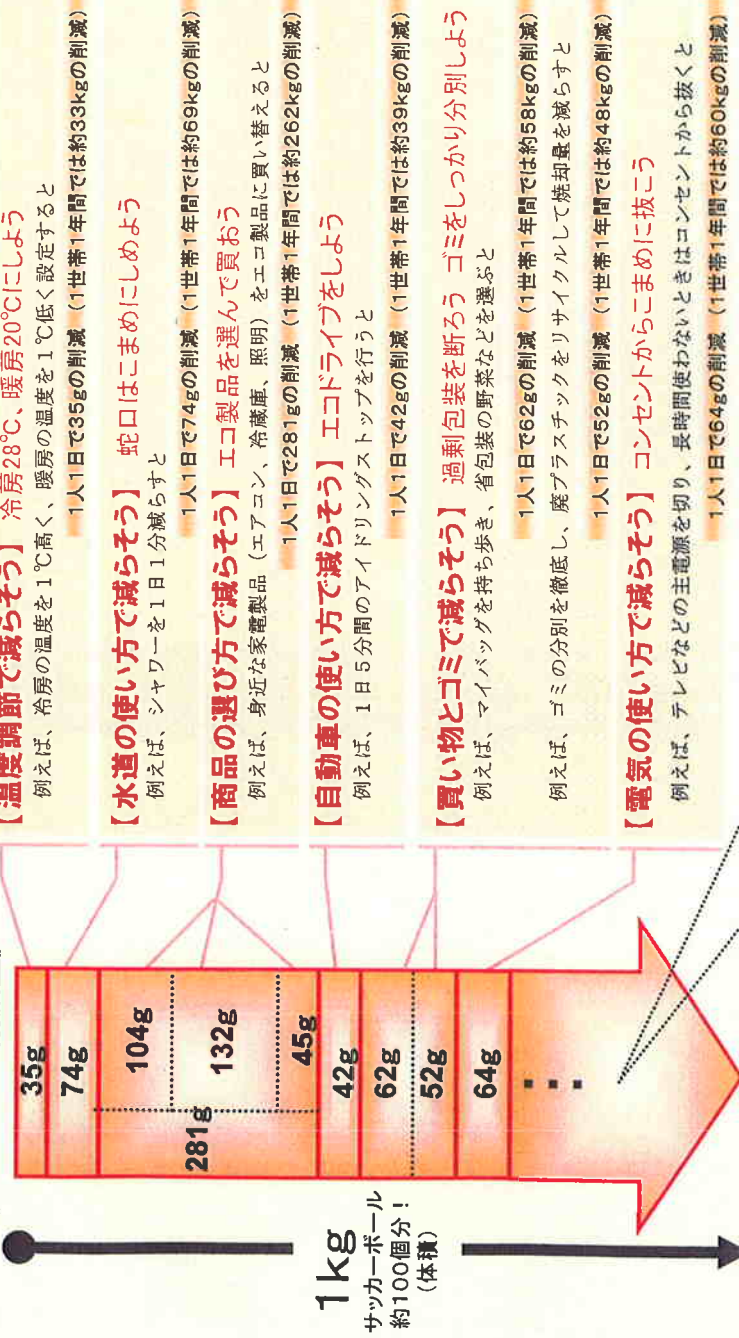 【温度調節で減らそう】 冷房28℃、暖房20℃にしよう
例えば、冷房の温度を1℃高く、暖房の温度を1℃低く設定すると
1人1日で35gの削減（1世帯1年間では約33kgの削減）
【水道の使い方で減らそう】 蛇口はこまめにしめよう
例えば、シャワーを1日1分減らすと
1人1日で74gの削減（1世帯1年間では約69kgの削減）
【商品の選び方で減らそう】 エコ製品を選んで買おう
例えば、身近な家電製品（エアコン、冷蔵庫、照明）をエコ製品に買い替えると
1人1日で281gの削減（1世帯1年間では約262kgの削減）
【自動車の使い方で減らそう】 エコドライブをしよう
例えば、1日5分間のアイドリングストップを行うと
1人1日で42gの削減（1世帯1年間では約39kgの削減）
【買い物とゴミで減らそう】 過剰包装を断ろう ゴミをしっかり分別しよう
例えば、マイバッグを持ち歩き、省包装の野菜などを選ぶと
1人1日で62gの削減（1世帯1年間では約58kgの削減）
例えば、ゴミの分別を徹底し、廃プラスチックをリサイクルして焼却量を減らすと
1人1日で52gの削減（1世帯1年間では約48kgの削減）
【電気の使い方で減らそう】 コンセントからこまめに抜こう
例えば、テレビなどの主電源を切り、長時間使わないときはコンセントから抜くと
1人1日で64gの削減（1世帯1年間では約60kgの削減）
35g
74g
281g
104g
132g
45g
42g
62g
52g
64g
1kg
サッカーボール
約100個分！
（体積）